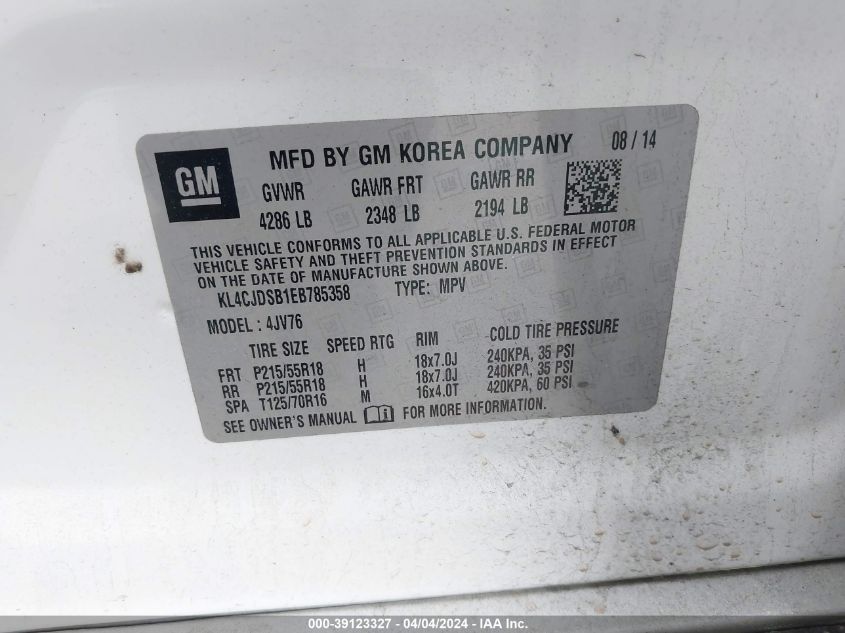 GM
MFD BY GM KOREA COMPANY 08 / 14
GVWR GAWR FRT GAWR RR
4286 LB 2348 LB 2194 LB
THIS VEHICLE CONFORMS TO ALL APPLICABLE U.S. FEDERAL MOTOR
VEHICLE SAFETY AND THEFT PREVENTION STANDARDS IN EFFECT
ON THE DATE OF MANUFACTURE SHOWN ABOVE.
KL4CJDSB1EB785358 TYPE: MPV
MODEL : 4JV76
TIRE SIZE SPEED RTG RIM COLD TIRE PRESSURE
FRT P215/55R18 H 18x7.0J 240KPA, 35 PSI
RR P215/55R18 H 18x7.0J 240KPA, 35 PSI
SPA T125/70R16 M 16x4.0T 420KPA, 60 PSI
SEE OWNER'S MANUAL FOR MORE INFORMATION.
000-39123327 - 04/04/2024 - IAA Inc.